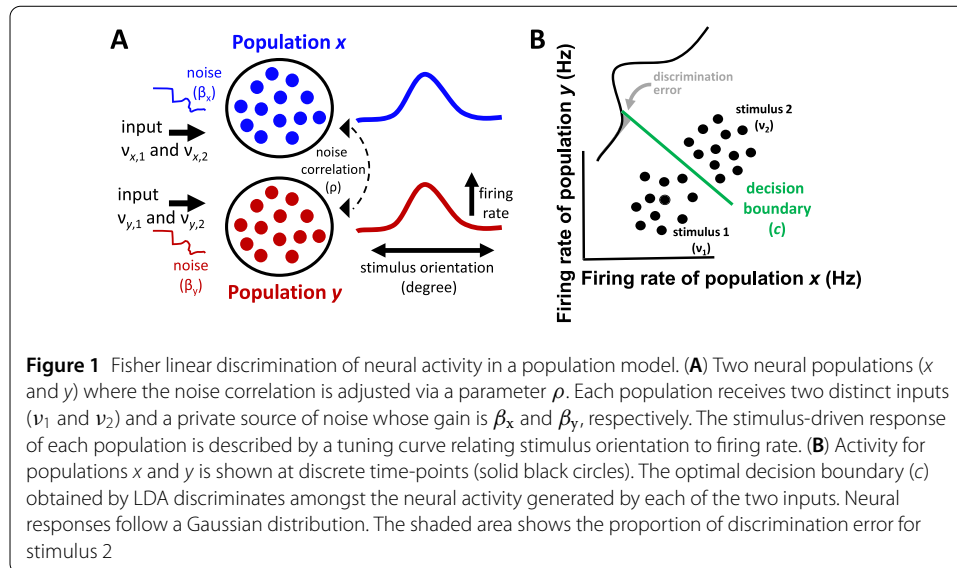 A
Population x
noise
(βx)
input
νx,1 and νx,2
noise
correlation
(ρ)
input
νy,1 and νy,2
noise
(βy)
Population y
firing
rate
stimulus orientation
(degree)
B
Firing rate of population y (Hz)
discrimination
error
stimulus 2
(ν2)
decision
boundary
(c)
stimulus 1
(ν1)
Firing rate of population x (Hz)
Figure 1 Fisher linear discrimination of neural activity in a population model. (A) Two neural populations (x
and y) where the noise correlation is adjusted via a parameter ρ. Each population receives two distinct inputs
(ν1 and ν2) and a private source of noise whose gain is βx and βy, respectively. The stimulus-driven response
of each population is described by a tuning curve relating stimulus orientation to firing rate. (B) Activity for
populations x and y is shown at discrete time-points (solid black circles). The optimal decision boundary (c)
obtained by LDA discriminates amongst the neural activity generated by each of the two inputs. Neural
responses follow a Gaussian distribution. The shaded area shows the proportion of discrimination error for
stimulus 2